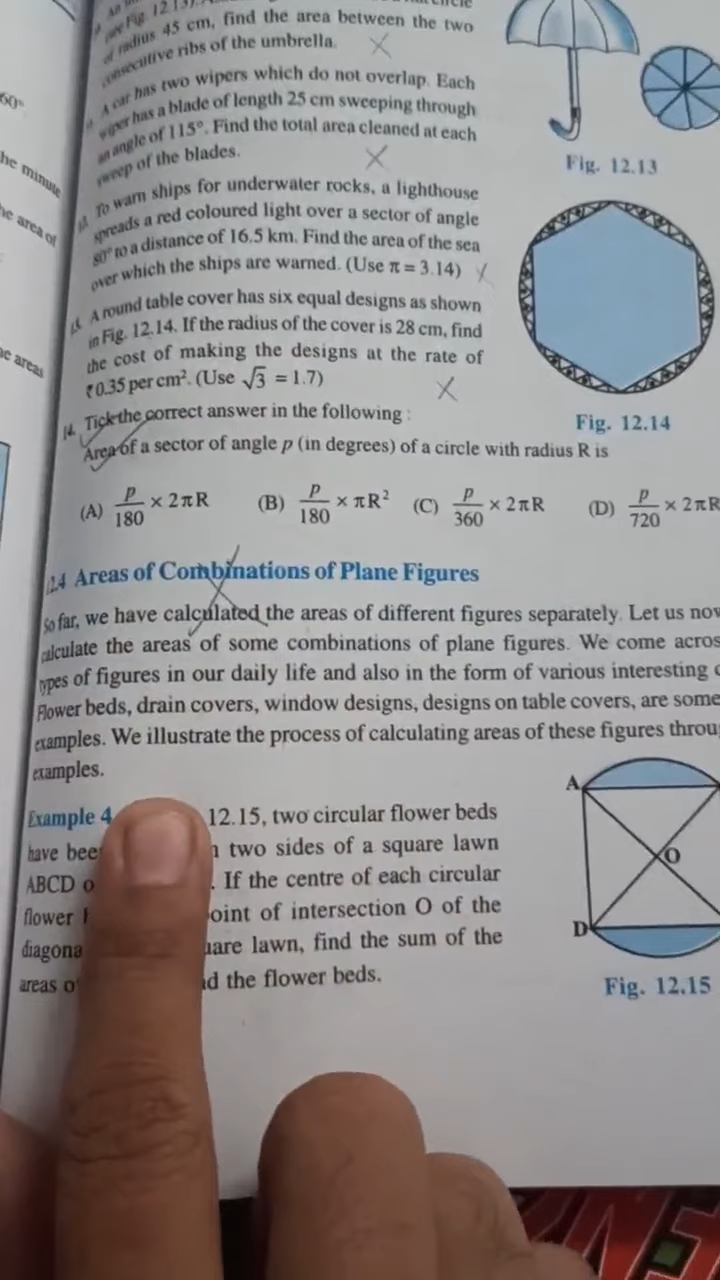 60°
he minute
he area of
e areas
(see Fig. 12.13). 
of radius 45 cm, find the area between the two
consecutive ribs of the umbrella.
A car has two wipers which do not overlap. Each
wiper has a blade of length 25 cm sweeping through
an angle of 115°. Find the total area cleaned at each
sweep of the blades.
Fig. 12.13
To warn ships for underwater rocks, a lighthouse
spreads a red coloured light over a sector of angle
80° to a distance of 16.5 km. Find the area of the sea
over which the ships are warned. (Use π = 3.14)
13. A round table cover has six equal designs as shown
in Fig. 12.14. If the radius of the cover is 28 cm, find
the cost of making the designs at the rate of
₹0.35 per cm². (Use √3 = 1.7)
Fig. 12.14
14. Tick the correct answer in the following :
Area of a sector of angle p (in degrees) of a circle with radius R is
(A) p/180 × 2πR (B) p/180 × πR² (C) p/360 × 2πR (D) p/720 × 2πR
12.4 Areas of Combinations of Plane Figures
So far, we have calculated the areas of different figures separately. Let us now
calculate the areas of some combinations of plane figures. We come acros
types of figures in our daily life and also in the form of various interesting
Flower beds, drain covers, window designs, designs on table covers, are some
examples. We illustrate the process of calculating areas of these figures throu
examples.
Example 4 12.15, two circular flower beds
have bee two sides of a square lawn
ABCD . If the centre of each circular
flower oint of intersection O of the
diagona uare lawn, find the sum of the
areas d the flower beds.
A
O
D
Fig. 12.15